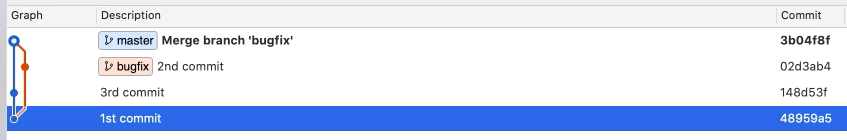 Graph Description Commit
master Merge branch 'bugfix' 3b04f8f
bugfix 2nd commit 02d3ab4
3rd commit 148d53f
1st commit 48959a5